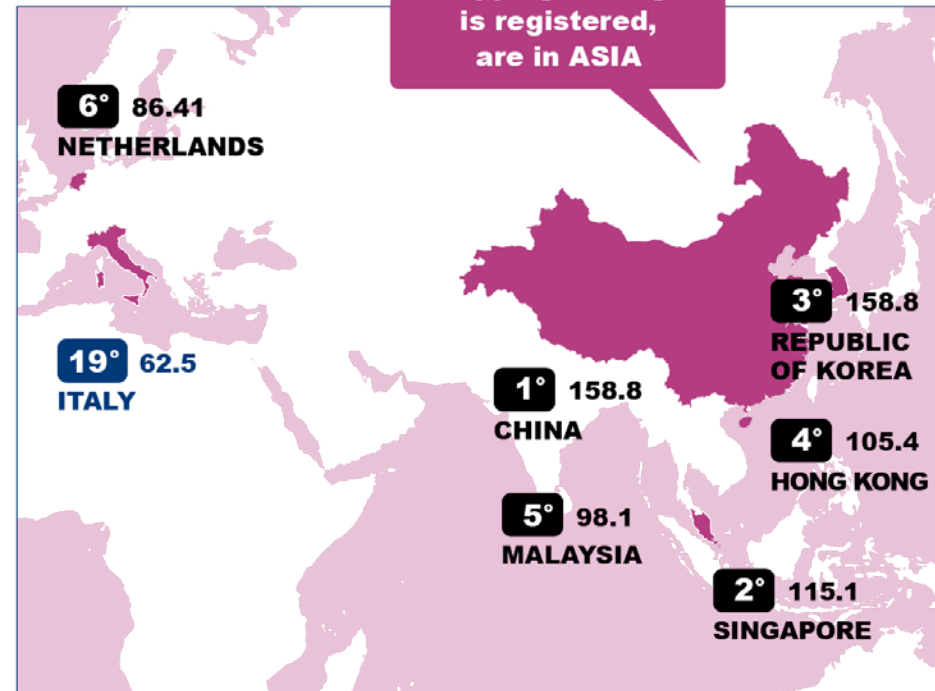 is registered,
are in ASIA
6° 86.41
NETHERLANDS
3° 158.8
REPUBLIC
OF KOREA
19° 62.5
ITALY
1° 158.8
CHINA
4° 105.4
HONG KONG
5° 98.1
MALAYSIA
2° 115.1
SINGAPORE